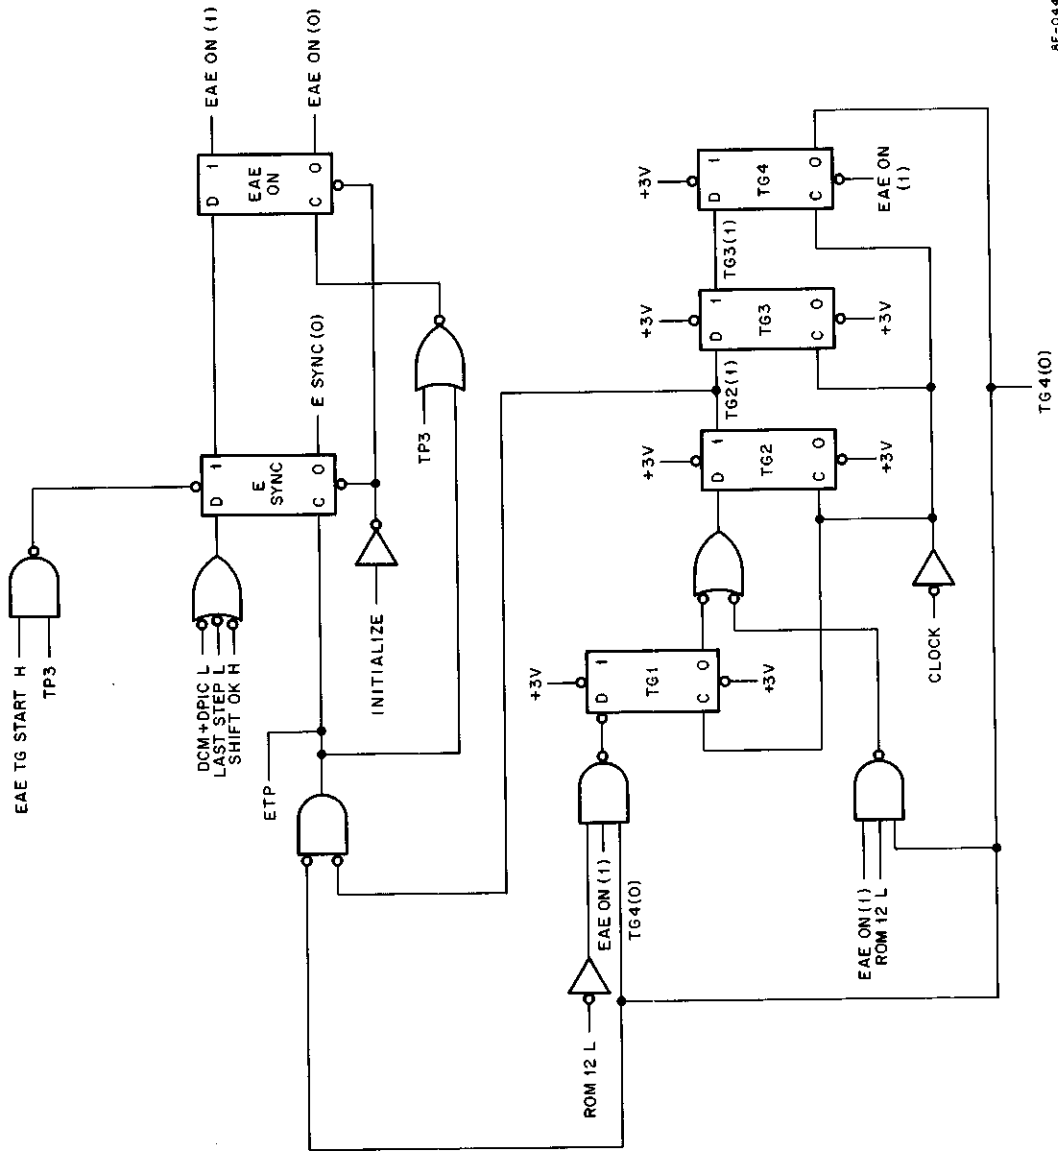 EAE TG START H
TP3
DCM+DPIC L
LAST STEP L
SHIFT OK H
D 1
E
SYNC
C 0
E SYNC (0)
D 1
EAE
ON
C 0
EAE ON (1)
EAE ON (0)
ETP
INITIALIZE
TP3
ROM 12 L
EAE ON (1)
TG4(0)
+3V
D 1
TG1
C 0
+3V
EAE ON (1)
ROM 12 L
+3V
D 1
TG2
C 0
+3V
TG2(1)
+3V
D 1
TG3
C 0
+3V
TG3(1)
+3V
D 1
TG4
C 0
EAE ON
(1)
CLOCK
TG4(0)